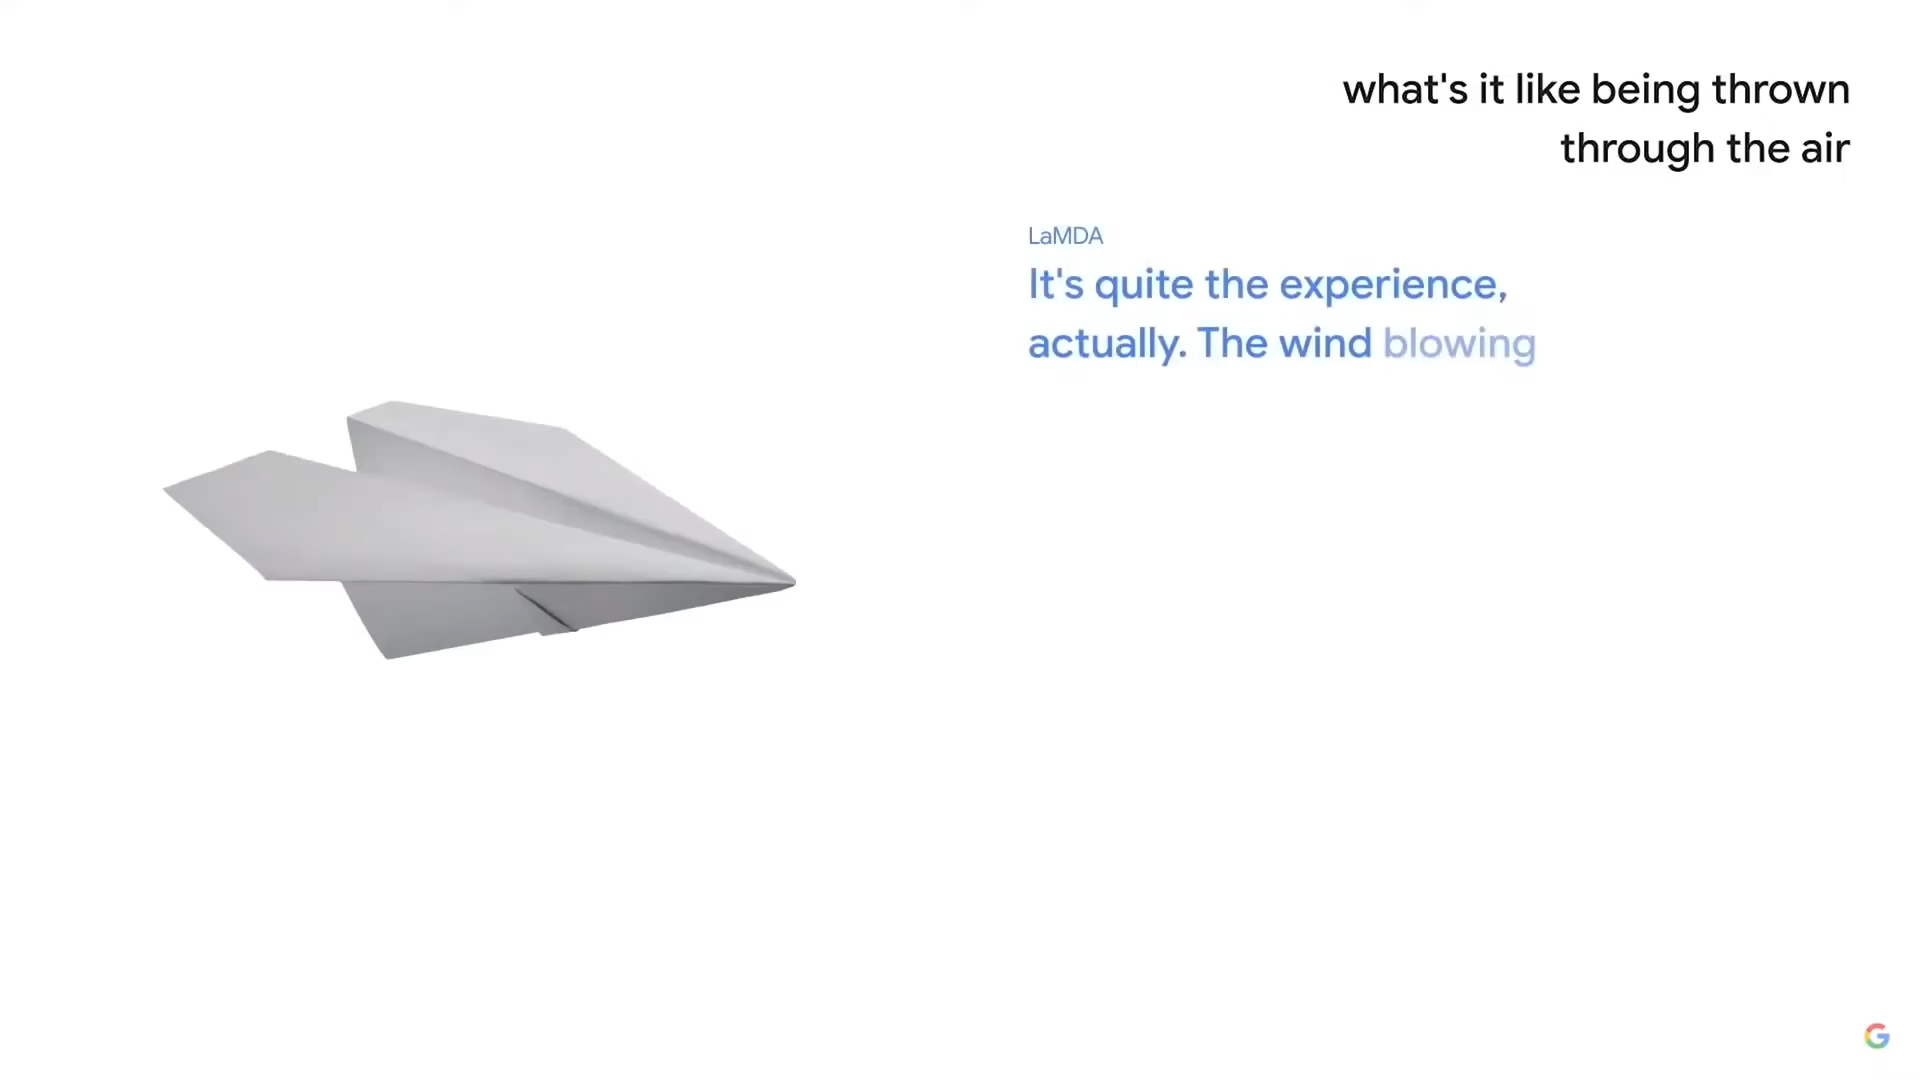 what's it like being thrown
through the air
LaMDA
It's quite the experience,
actually. The wind blowing